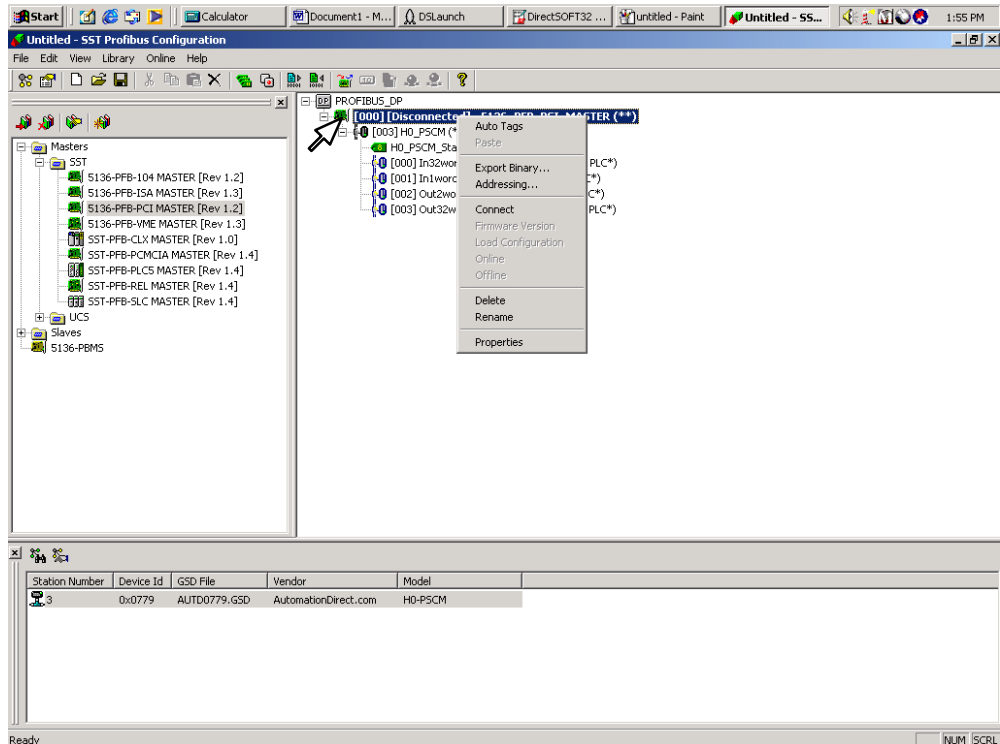 Start
Calculator
Document1 - M...
DSLaunch
DirectSOFT32 ...
untitled - Paint
Untitled - SS...
1:55 PM
Untitled - SST Profibus Configuration
File Edit View Library Online Help
PROFIBUS_DP
[000] [Disconnected]
MASTER (**)
[003] H0_PSCM (*
H0_PSCM_Sta
[000] In32wor
PLC*)
[001] In1word
C*)
[002] Out2wo
C*)
[003] Out32w
PLC*)
Auto Tags
Paste
Export Binary...
Addressing...
Connect
Firmware Version
Load Configuration
Online
Offline
Delete
Rename
Properties
Masters
SST
5136-PFB-104 MASTER [Rev 1.2]
5136-PFB-ISA MASTER [Rev 1.3]
5136-PFB-PCI MASTER [Rev 1.2]
5136-PFB-VME MASTER [Rev 1.3]
SST-PFB-CLX MASTER [Rev 1.0]
SST-PFB-PCMCIA MASTER [Rev 1.4]
SST-PFB-PLC5 MASTER [Rev 1.4]
SST-PFB-REL MASTER [Rev 1.4]
SST-PFB-SLC MASTER [Rev 1.4]
UCS
Slaves
5136-PBMS
Station Number Device Id GSD File Vendor Model
3 0x0779 AUTD0779.GSD AutomationDirect.com H0-PSCM
Ready
NUM SCRL